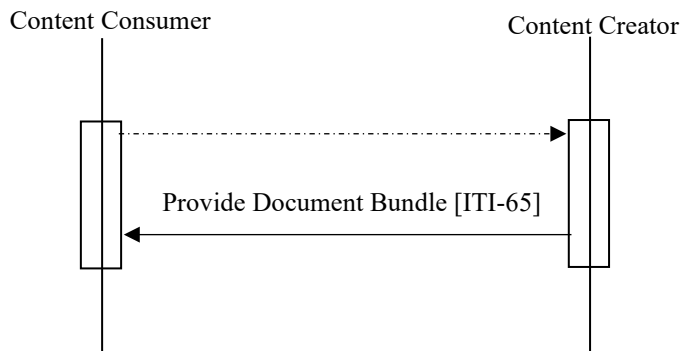 Content Consumer
Content Creator
Provide Document Bundle [ITI-65]